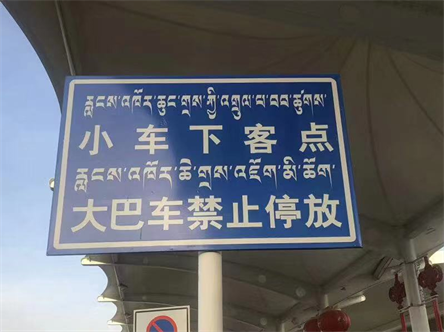 རླངས་འཁོར་ཆུང་གྲས་ཀྱི་འགྲུལ་པ་བབ་ཚུགས་
小车下客点
རླངས་འཁོར་ཆེ་གྲས་འཇོག་མི་ཆོག་
大巴车禁止停放